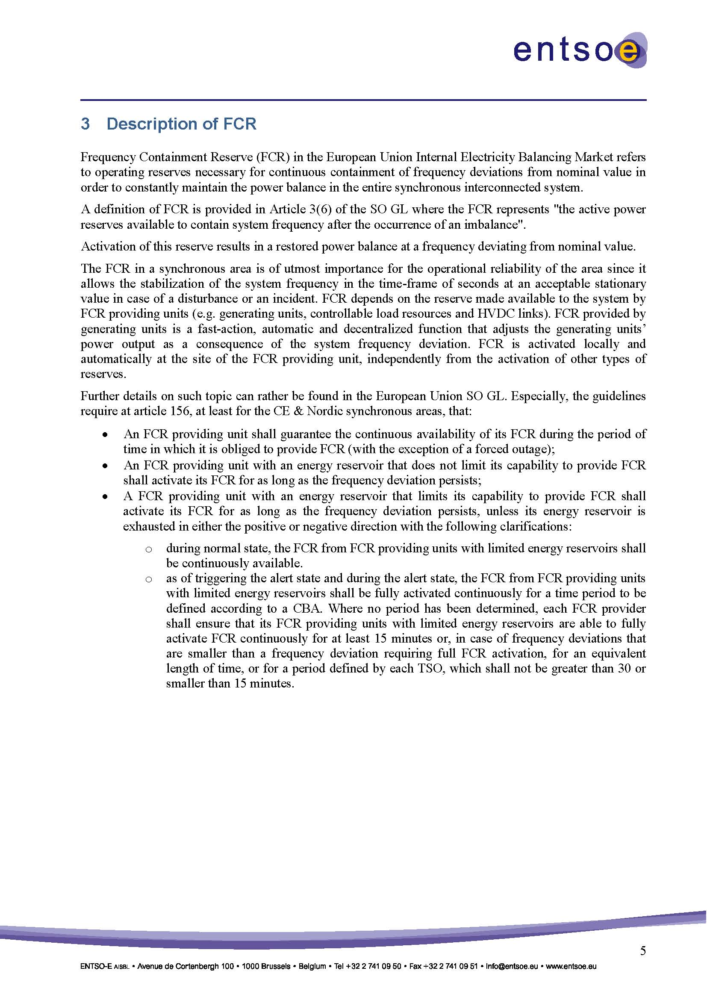 entsoe
3 Description of FCR
Frequency Containment Reserve (FCR) in the European Union Internal Electricity Balancing Market refers
to operating reserves necessary for continuous containment of frequency deviations from nominal value in
order to constantly maintain the power balance in the entire synchronous interconnected system.
A definition of FCR is provided in Article 3(6) of the SO GL where the FCR represents "the active power
reserves available to contain system frequency after the occurrence of an imbalance".
Activation of this reserve results in a restored power balance at a frequency deviating from nominal value.
The FCR in a synchronous area is of utmost importance for the operational reliability of the area since it
allows the stabilization of the system frequency in the time-frame of seconds at an acceptable stationary
value in case of a disturbance or an incident. FCR depends on the reserve made available to the system by
FCR providing units (e.g. generating units, controllable load resources and HVDC links). FCR provided by
generating units is a fast-action, automatic and decentralized function that adjusts the generating units’
power output as a consequence of the system frequency deviation. FCR is activated locally and
automatically at the site of the FCR providing unit, independently from the activation of other types of
reserves.
Further details on such topic can rather be found in the European Union SO GL. Especially, the guidelines
require at article 156, at least for the CE & Nordic synchronous areas, that:
• An FCR providing unit shall guarantee the continuous availability of its FCR during the period of
time in which it is obliged to provide FCR (with the exception of a forced outage);
• An FCR providing unit with an energy reservoir that does not limit its capability to provide FCR
shall activate its FCR for as long as the frequency deviation persists;
• A FCR providing unit with an energy reservoir that limits its capability to provide FCR shall
activate its FCR for as long as the frequency deviation persists, unless its energy reservoir is
exhausted in either the positive or negative direction with the following clarifications:
o during normal state, the FCR from FCR providing units with limited energy reservoirs shall
be continuously available.
o as of triggering the alert state and during the alert state, the FCR from FCR providing units
with limited energy reservoirs shall be fully activated continuously for a time period to be
defined according to a CBA. Where no period has been determined, each FCR provider
shall ensure that its FCR providing units with limited energy reservoirs are able to fully
activate FCR continuously for at least 15 minutes or, in case of frequency deviations that
are smaller than a frequency deviation requiring full FCR activation, for an equivalent
length of time, or for a period defined by each TSO, which shall not be greater than 30 or
smaller than 15 minutes.
5
ENTSO-E AISBL • Avenue de Cortenbergh 100 • 1000 Brussels • Belgium • Tel +32 2 741 09 50 • Fax +32 2 741 09 51 • info@entsoe.eu • www.entsoe.eu